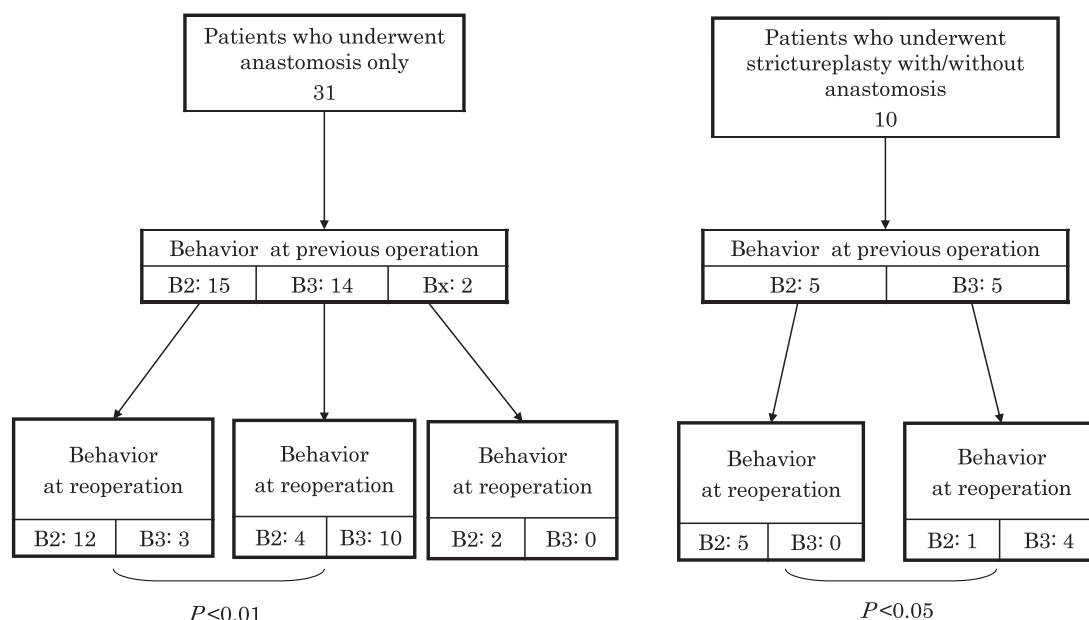 Patients who underwent
anastomosis only
31
Behavior at previous operation
B2: 15 B3: 14 Bx: 2
Behavior
at reoperation
B2: 12 B3: 3
Behavior
at reoperation
B2: 4 B3: 10
Behavior
at reoperation
B2: 2 B3: 0
P<0.01
Patients who underwent
strictureplasty with/without
anastomosis
10
Behavior at previous operation
B2: 5 B3: 5
Behavior
at reoperation
B2: 5 B3: 0
Behavior
at reoperation
B2: 1 B3: 4
P<0.05